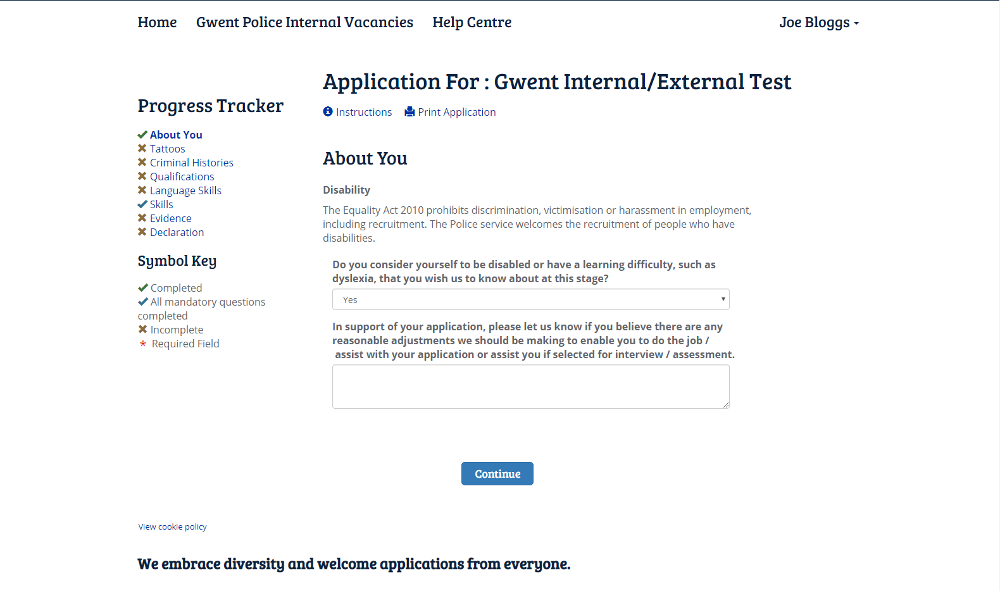 Home Gwent Police Internal Vacancies Help Centre Joe Bloggs
Application For : Gwent Internal/External Test
Instructions Print Application
Progress Tracker
About You
Tattoos
Criminal Histories
Qualifications
Language Skills
Skills
Evidence
Declaration
Symbol Key
Completed
All mandatory questions
completed
Incomplete
* Required Field
About You
Disability
The Equality Act 2010 prohibits discrimination, victimisation or harassment in employment,
including recruitment. The Police service welcomes the recruitment of people who have
disabilities.
Do you consider yourself to be disabled or have a learning difficulty, such as
dyslexia, that you wish us to know about at this stage?
Yes
In support of your application, please let us know if you believe there are any
reasonable adjustments we should be making to enable you to do the job /
assist with your application or assist you if selected for interview / assessment.
Continue
View cookie policy
We embrace diversity and welcome applications from everyone.